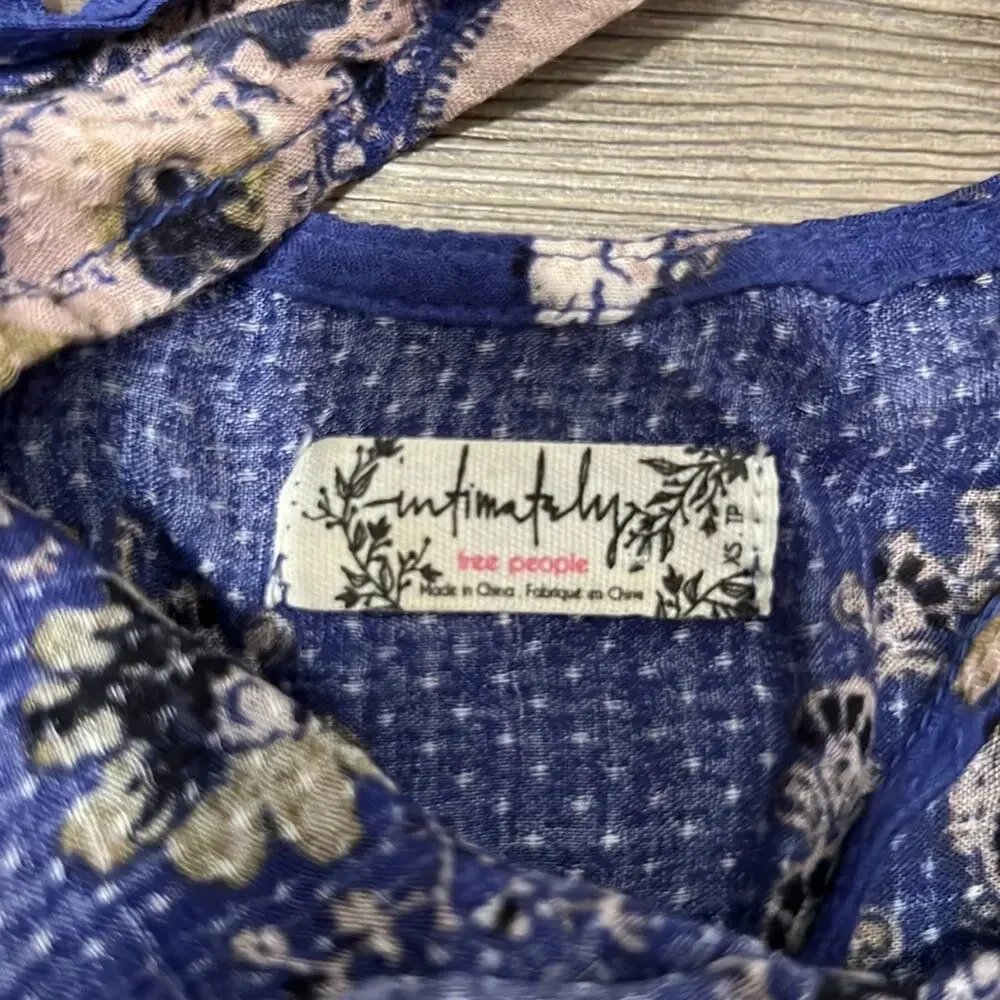 intimately
free people
Made in China . Fabriqué en Chine
XS TP